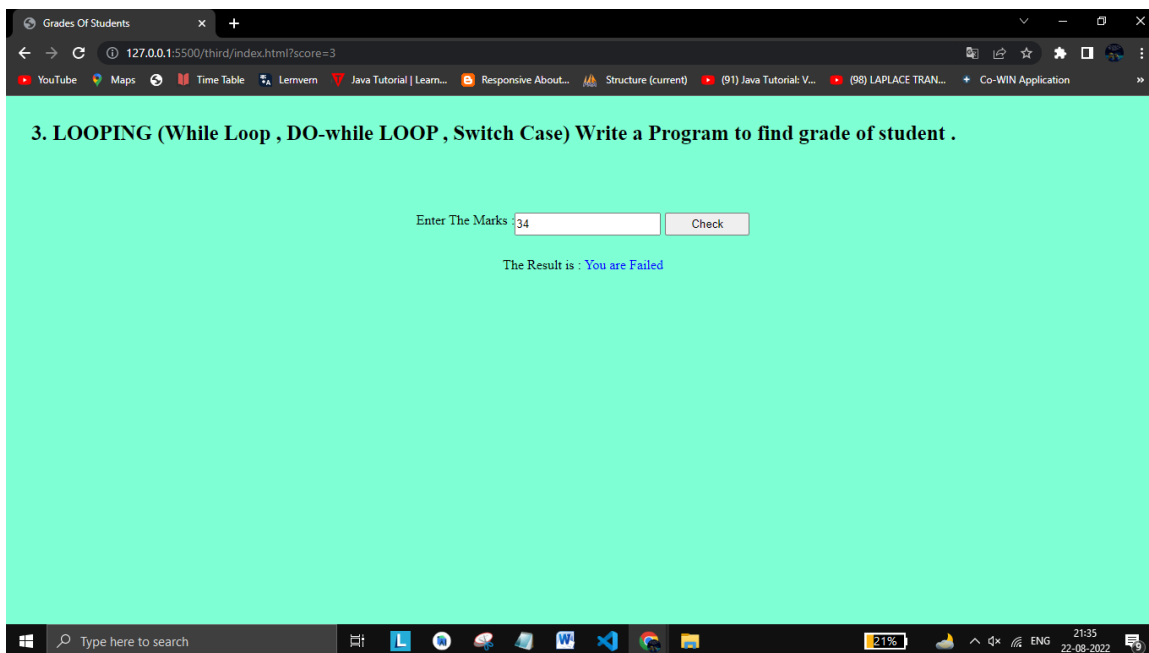 Grades Of Students
127.0.0.1:5500/third/index.html?score=3
YouTube Maps Time Table Lernvern Java Tutorial | Learn... Responsive About... Structure (current) (91) Java Tutorial: V... (98) LAPLACE TRAN... Co-WIN Application »
3. LOOPING (While Loop , DO-while LOOP , Switch Case) Write a Program to find grade of student .
Enter The Marks : 34 Check
The Result is : You are Failed
Type here to search L W 21% ENG 21:35
22-08-2022 9